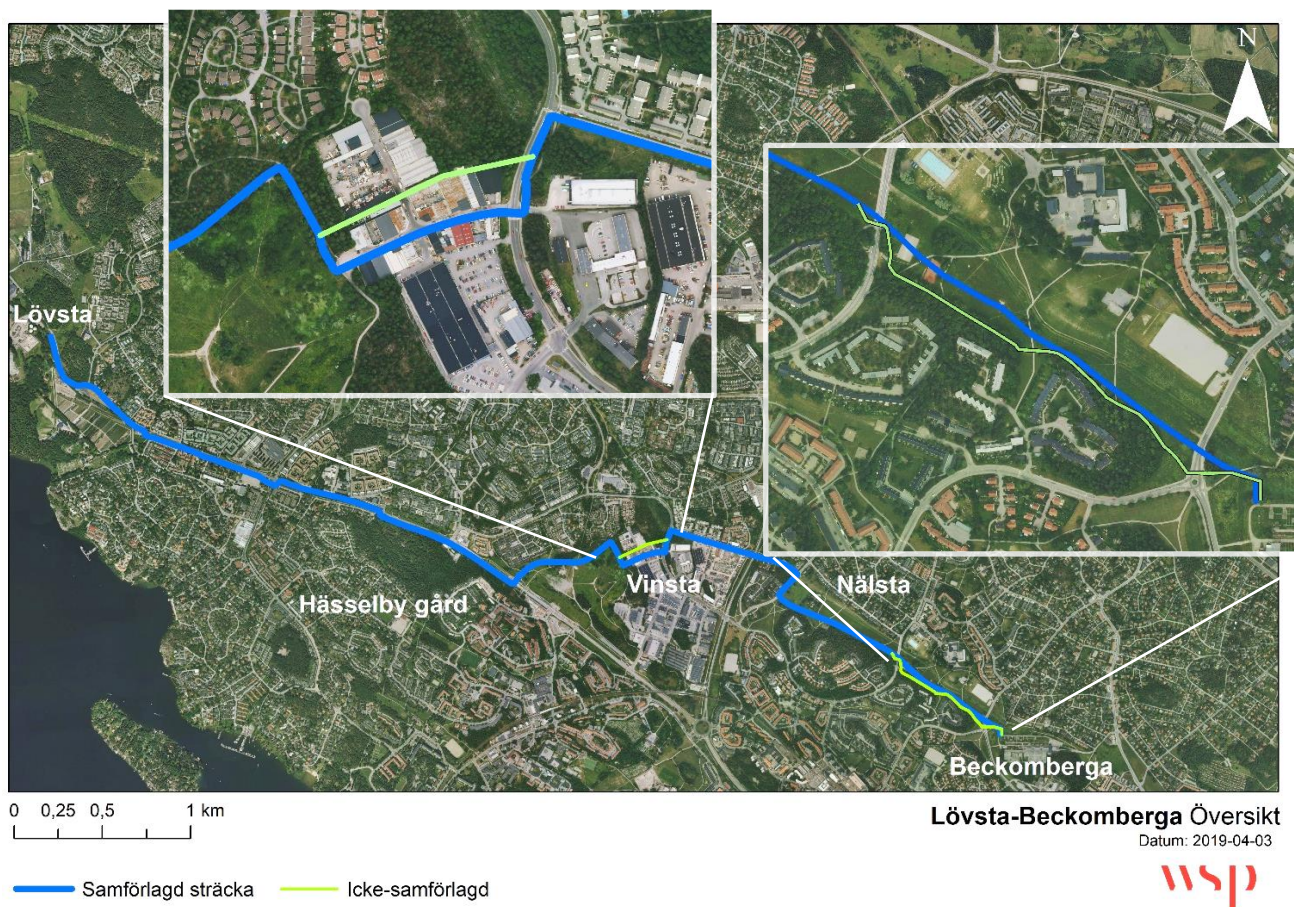 N
Lövsta
Hässelby gård
Vinsta
Nälsta
Beckomberga
0 0,25 0,5 1 km
Lövsta-Beckomberga Översikt
Datum: 2019-04-03
wsp
Samförlagd sträcka
Icke-samförlagd